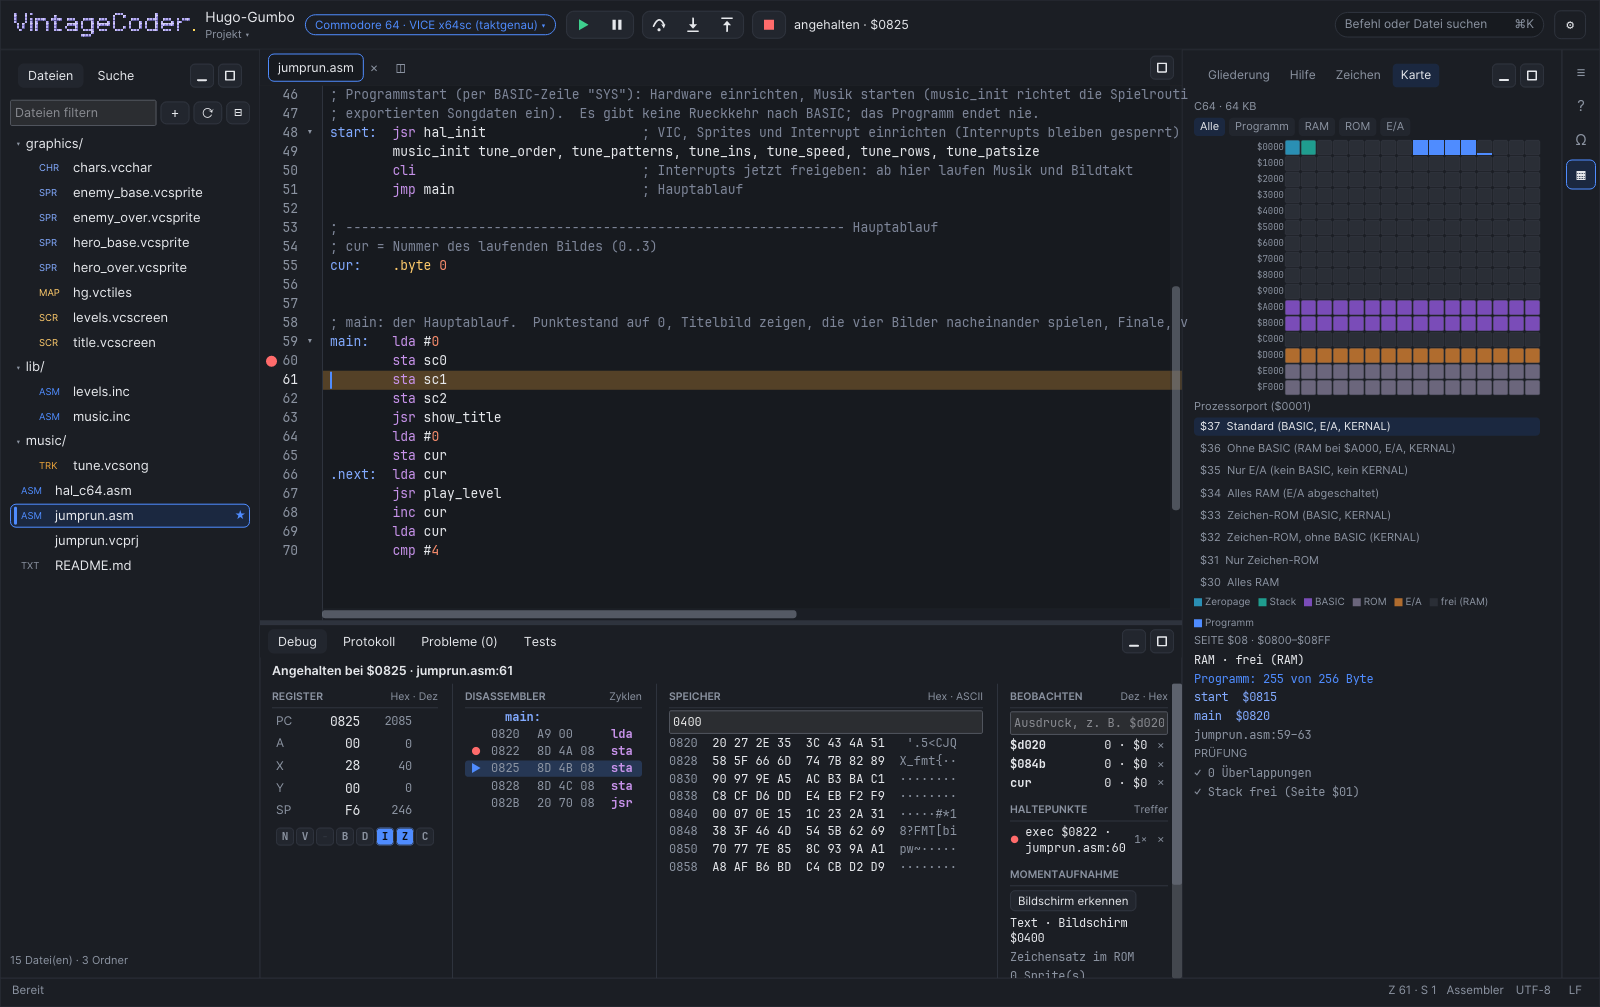 VintageCoder.
Hugo-Gumbo
Projekt
Commodore 64 · VICE x64sc (taktgenau)
angehalten · $0825
Befehl oder Datei suchen ⌘K
Dateien Suche
Dateien filtern
graphics/
CHR chars.vcchar
SPR enemy_base.vcsprite
SPR enemy_over.vcsprite
SPR hero_base.vcsprite
SPR hero_over.vcsprite
MAP hg.vctiles
SCR levels.vcscreen
SCR title.vcscreen
lib/
ASM levels.inc
ASM music.inc
music/
TRK tune.vcsong
ASM hal_c64.asm
ASM jumprun.asm ★
jumprun.vcprj
TXT README.md
15 Datei(en) · 3 Ordner
Bereit
jumprun.asm ×
46 ; Programmstart (per BASIC-Zeile "SYS"): Hardware einrichten, Musik starten (music_init richtet die Spielrouti
47 ; exportierten Songdaten ein). Es gibt keine Rueckkehr nach BASIC; das Programm endet nie.
48 start: jsr hal_init ; VIC, Sprites und Interrupt einrichten (Interrupts bleiben gesperrt)
49 music_init tune_order, tune_patterns, tune_ins, tune_speed, tune_rows, tune_patsize
50 cli ; Interrupts jetzt freigeben: ab hier laufen Musik und Bildtakt
51 jmp main ; Hauptablauf
52
53 ; ---------------------------------------------------------------- Hauptablauf
54 ; cur = Nummer des laufenden Bildes (0..3)
55 cur: .byte 0
56
57
58 ; main: der Hauptablauf. Punktestand auf 0, Titelbild zeigen, die vier Bilder nacheinander spielen, Finale, v
59 main: lda #0
60 sta sc0
61 sta sc1
62 sta sc2
63 jsr show_title
64 lda #0
65 sta cur
66 .next: lda cur
67 jsr play_level
68 inc cur
69 lda cur
70 cmp #4
Debug Protokoll Probleme (0) Tests
Angehalten bei $0825 · jumprun.asm:61
REGISTER Hex · Dez
PC 0825 2085
A 00 0
X 28 40
Y 00 0
SP F6 246
N V - B D I Z C
DISASSEMBLER Zyklen
main:
0820 A9 00 lda
0822 8D 4A 08 sta
0825 8D 4B 08 sta
0828 8D 4C 08 sta
082B 20 70 08 jsr
SPEICHER Hex · ASCII
0400
0820 20 27 2E 35 3C 43 4A 51 '.5<CJQ
0828 58 5F 66 6D 74 7B 82 89 X_fmt{··
0830 90 97 9E A5 AC B3 BA C1 ········
0838 C8 CF D6 DD E4 EB F2 F9 ········
0840 00 07 0E 15 1C 23 2A 31 ·····#*1
0848 38 3F 46 4D 54 5B 62 69 8?FMT[bi
0850 70 77 7E 85 8C 93 9A A1 pw~·····
0858 A8 AF B6 BD C4 CB D2 D9 ········
BEOBACHTEN Dez · Hex
Ausdruck, z. B. $d020
$d020 0 · $0 ×
$084b 0 · $0 ×
cur 0 · $0 ×
HALTEPUNKTE Treffer
exec $0822 · 1× ×
jumprun.asm:60
MOMENTAUFNAHME
Bildschirm erkennen
Text · Bildschirm
$0400
Zeichensatz im ROM
0 Sprite(s)
Gliederung Hilfe Zeichen Karte
C64 · 64 KB
Alle Programm RAM ROM E/A
$0000
$1000
$2000
$3000
$4000
$5000
$6000
$7000
$8000
$9000
$A000
$B000
$C000
$D000
$E000
$F000
Prozessorport ($0001)
$37 Standard (BASIC, E/A, KERNAL)
$36 Ohne BASIC (RAM bei $A000, E/A, KERNAL)
$35 Nur E/A (kein BASIC, kein KERNAL)
$34 Alles RAM (E/A abgeschaltet)
$33 Zeichen-ROM (BASIC, KERNAL)
$32 Zeichen-ROM, ohne BASIC (KERNAL)
$31 Nur Zeichen-ROM
$30 Alles RAM
Zeropage Stack BASIC ROM E/A frei (RAM)
Programm
SEITE $08 · $0800–$08FF
RAM · frei (RAM)
Programm: 255 von 256 Byte
start $0815
main $0820
jumprun.asm:59–63
PRÜFUNG
✓ 0 Überlappungen
✓ Stack frei (Seite $01)
≡
?
Ω
Z 61 · S 1 Assembler UTF-8 LF